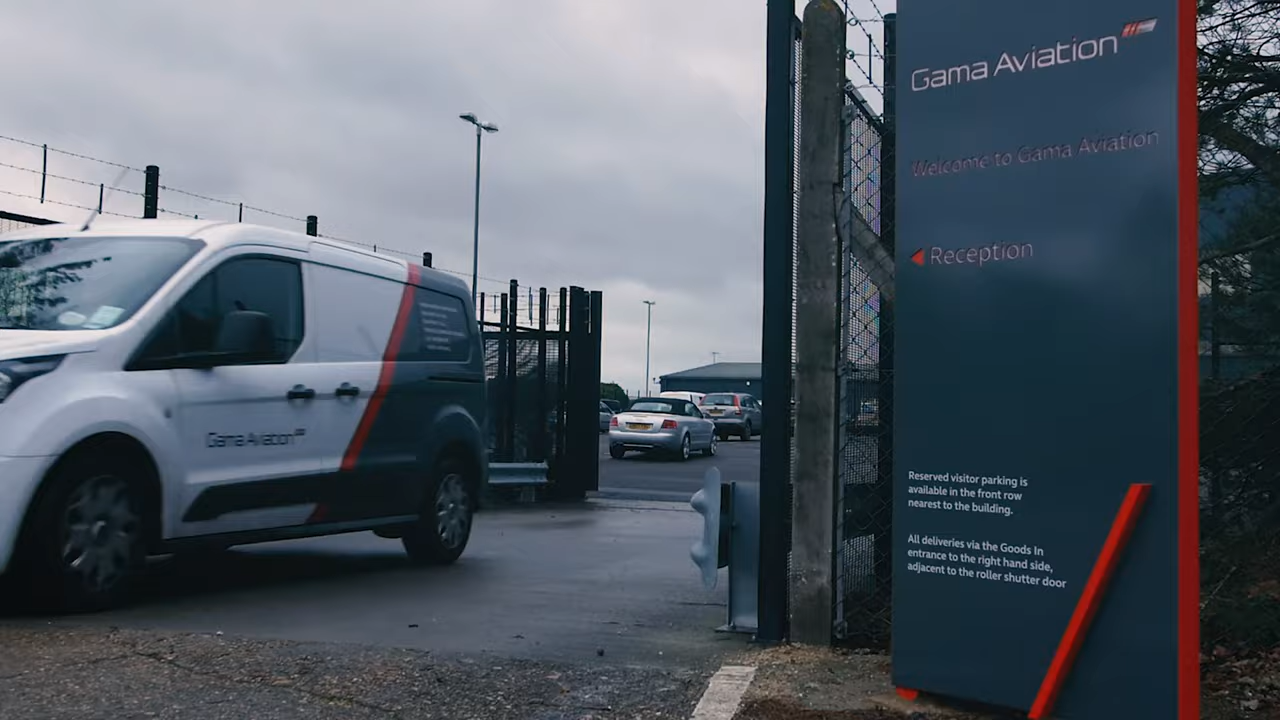 Gama Aviation
Welcome to Gama Aviation
Reception
Reserved visitor parking is
available in the front row
nearest to the building.
All deliveries via the Goods In
entrance to the right hand side,
adjacent to the roller shutter door
Gama Aviation